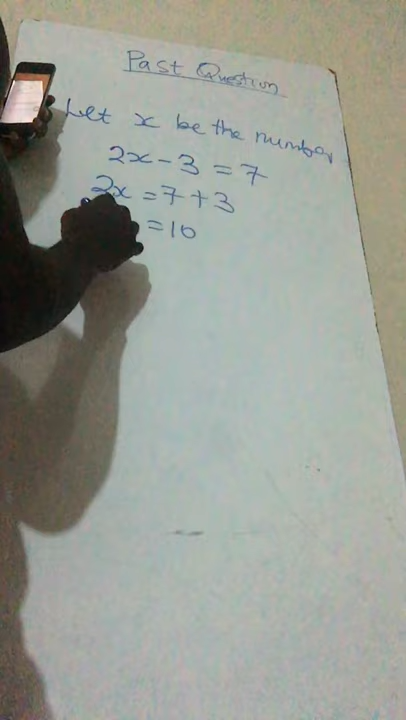 Past Question
Let x be the number
2x - 3 = 7
2x = 7 + 3
= 10